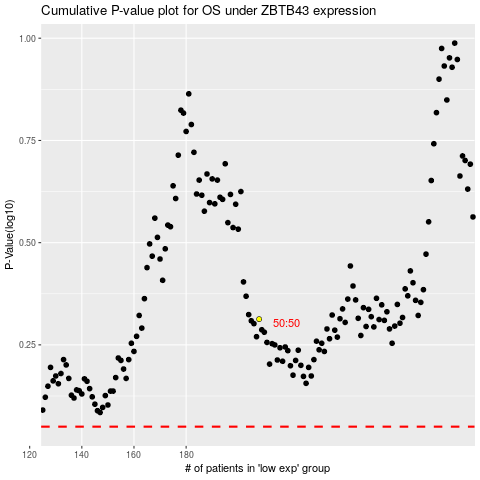 Cumulative P-value plot for OS under ZBTB43 expression
1.00
0.75
0.50
0.25
P-Value(log10)
50:50
120 140 160 180
# of patients in 'low exp' group